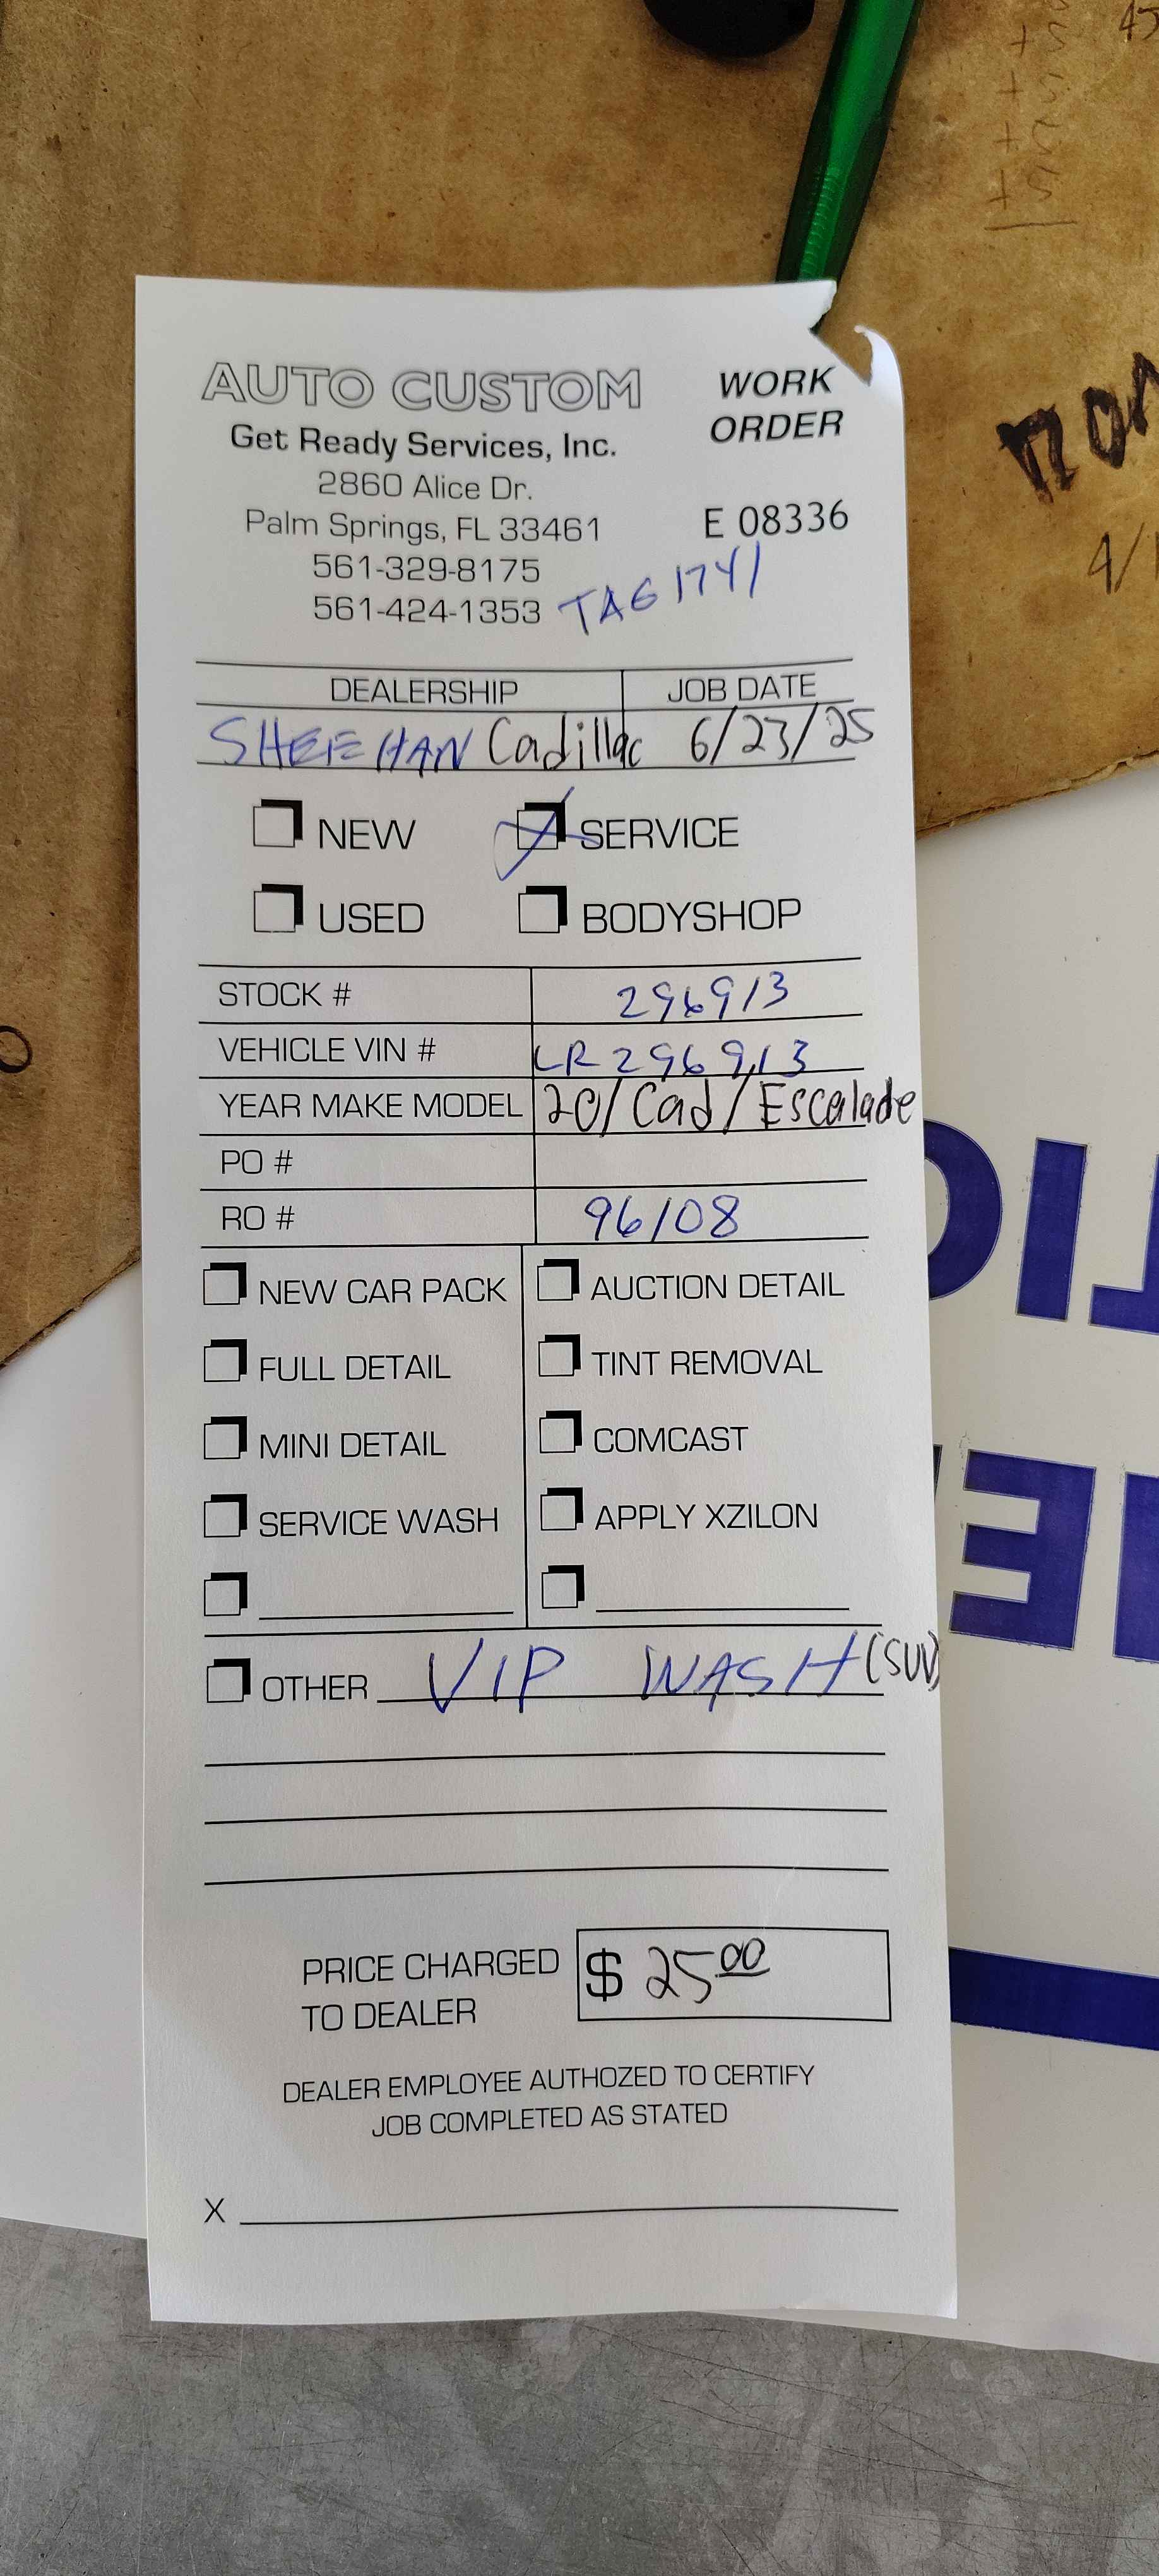 AUTO CUSTOM
Get Ready Services, Inc.
2860 Alice Dr.
Palm Springs, FL 33461
561-329-8175
561-424-1353
WORK
ORDER
E 08336
TAG 1741
DEALERSHIP JOB DATE
SHEEHAN Cadillac 6/23/25
NEW SERVICE
USED BODYSHOP
STOCK # 296913
VEHICLE VIN # LR296913
YEAR MAKE MODEL 20/Cad/Escalade
PO #
RO # 96108
NEW CAR PACK AUCTION DETAIL
FULL DETAIL TINT REMOVAL
MINI DETAIL COMCAST
SERVICE WASH APPLY XZILON
OTHER VIP WASH (SUV)
PRICE CHARGED
TO DEALER
$ 25 00
DEALER EMPLOYEE AUTHOZED TO CERTIFY
JOB COMPLETED AS STATED
X